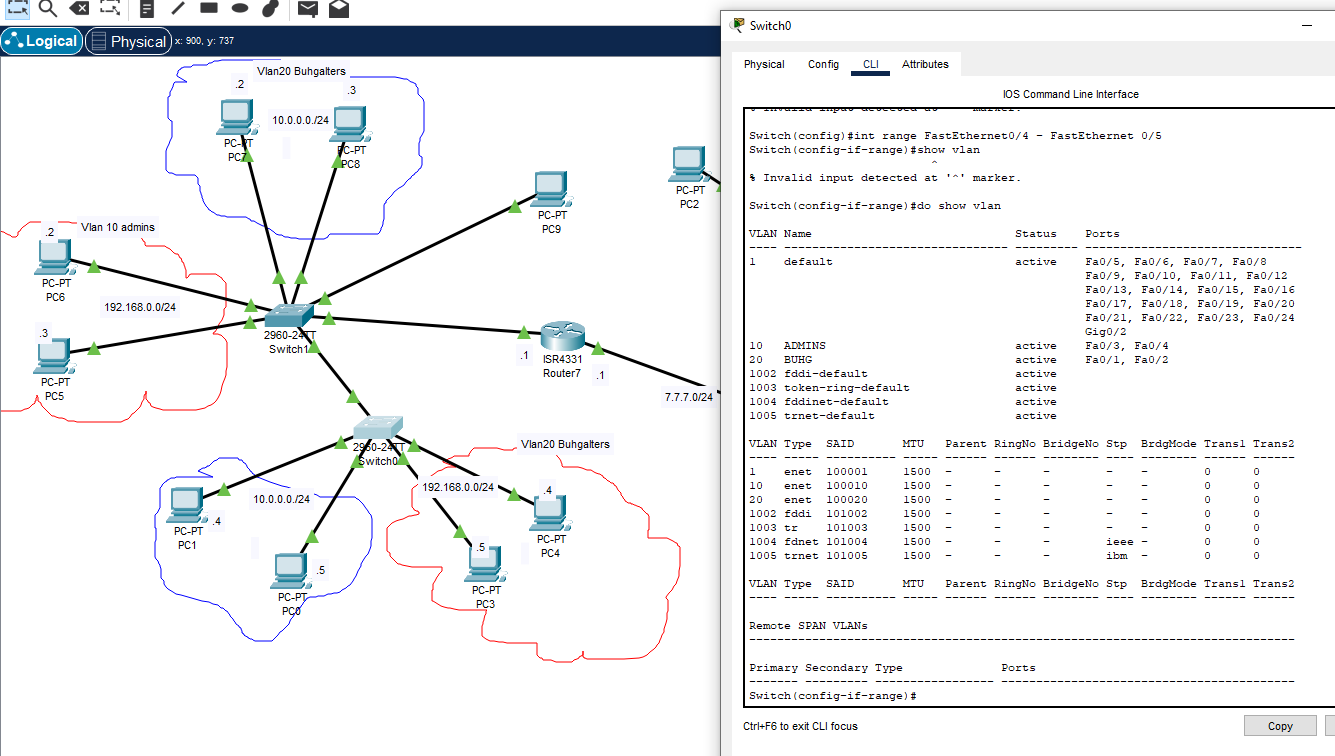 Logical Physical x: 900, y: 737
Vlan20 Buhgalters
.2
.3
10.0.0.0./24
PC-PT
PC7
PC-PT
PC8
PC-PT
PC9
PC-PT
PC2
Vlan 10 admins
.2
PC-PT
PC6
192.168.0.0/24
.3
PC-PT
PC5
2960-24TT
Switch1
.1
ISR4331
Router7
.1
7.7.7.0/24
2960-24TT
Switch0
Vlan20 Buhgalters
10.0.0.0./24
192.168.0.0/24
.4
PC-PT
PC1
.5
PC-PT
PC0
.4
PC-PT
PC4
.5
PC-PT
PC3
Switch0
Physical Config CLI Attributes
IOS Command Line Interface
% Invalid input detected at '^' marker.
Switch(config)#int range FastEthernet0/4 - FastEthernet 0/5
Switch(config-if-range)#show vlan
^
% Invalid input detected at '^' marker.
Switch(config-if-range)#do show vlan
VLAN Name Status Ports
---- -------------------------------- --------- -------------------------------
1 default active Fa0/5, Fa0/6, Fa0/7, Fa0/8
Fa0/9, Fa0/10, Fa0/11, Fa0/12
Fa0/13, Fa0/14, Fa0/15, Fa0/16
Fa0/17, Fa0/18, Fa0/19, Fa0/20
Fa0/21, Fa0/22, Fa0/23, Fa0/24
Gig0/2
10 ADMINS active Fa0/3, Fa0/4
20 BUHG active Fa0/1, Fa0/2
1002 fddi-default active
1003 token-ring-default active
1004 fddinet-default active
1005 trnet-default active
VLAN Type SAID MTU Parent RingNo BridgeNo Stp BrdgMode Trans1 Trans2
---- ----- ---------- ----- ------ ------ -------- ---- -------- ------ ------
1 enet 100001 1500 - - - - - 0 0
10 enet 100010 1500 - - - - - 0 0
20 enet 100020 1500 - - - - - 0 0
1002 fddi 101002 1500 - - - - - 0 0
1003 tr 101003 1500 - - - - - 0 0
1004 fdnet 101004 1500 - - - ieee - 0 0
1005 trnet 101005 1500 - - - ibm - 0 0
VLAN Type SAID MTU Parent RingNo BridgeNo Stp BrdgMode Trans1 Trans2
---- ----- ---------- ----- ------ ------ -------- ---- -------- ------ ------
Remote SPAN VLANs
------------------------------------------------------------------------------
Primary Secondary Type Ports
------- --------- ----------------- ------------------------------------------
Switch(config-if-range)#
Ctrl+F6 to exit CLI focus
Copy